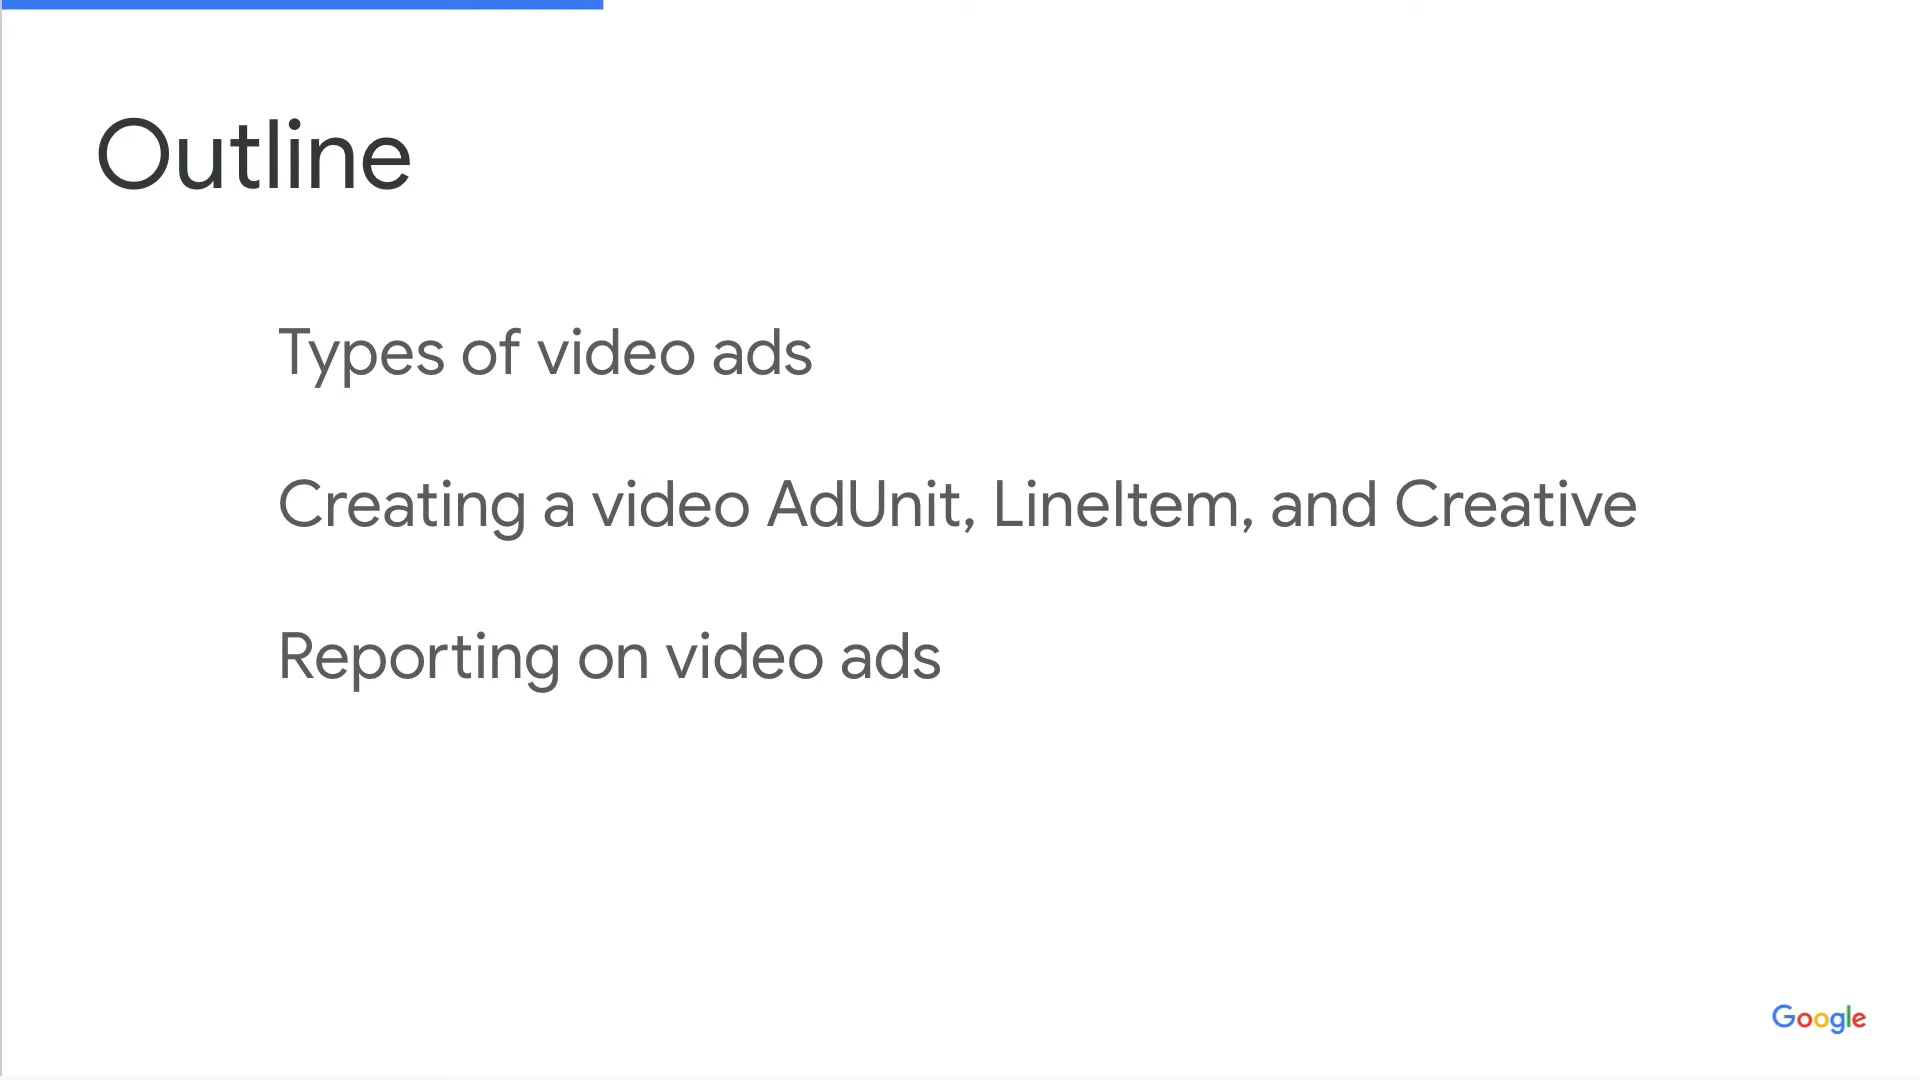 Outline
Types of video ads
Creating a video AdUnit, LineItem, and Creative
Reporting on video ads
Google